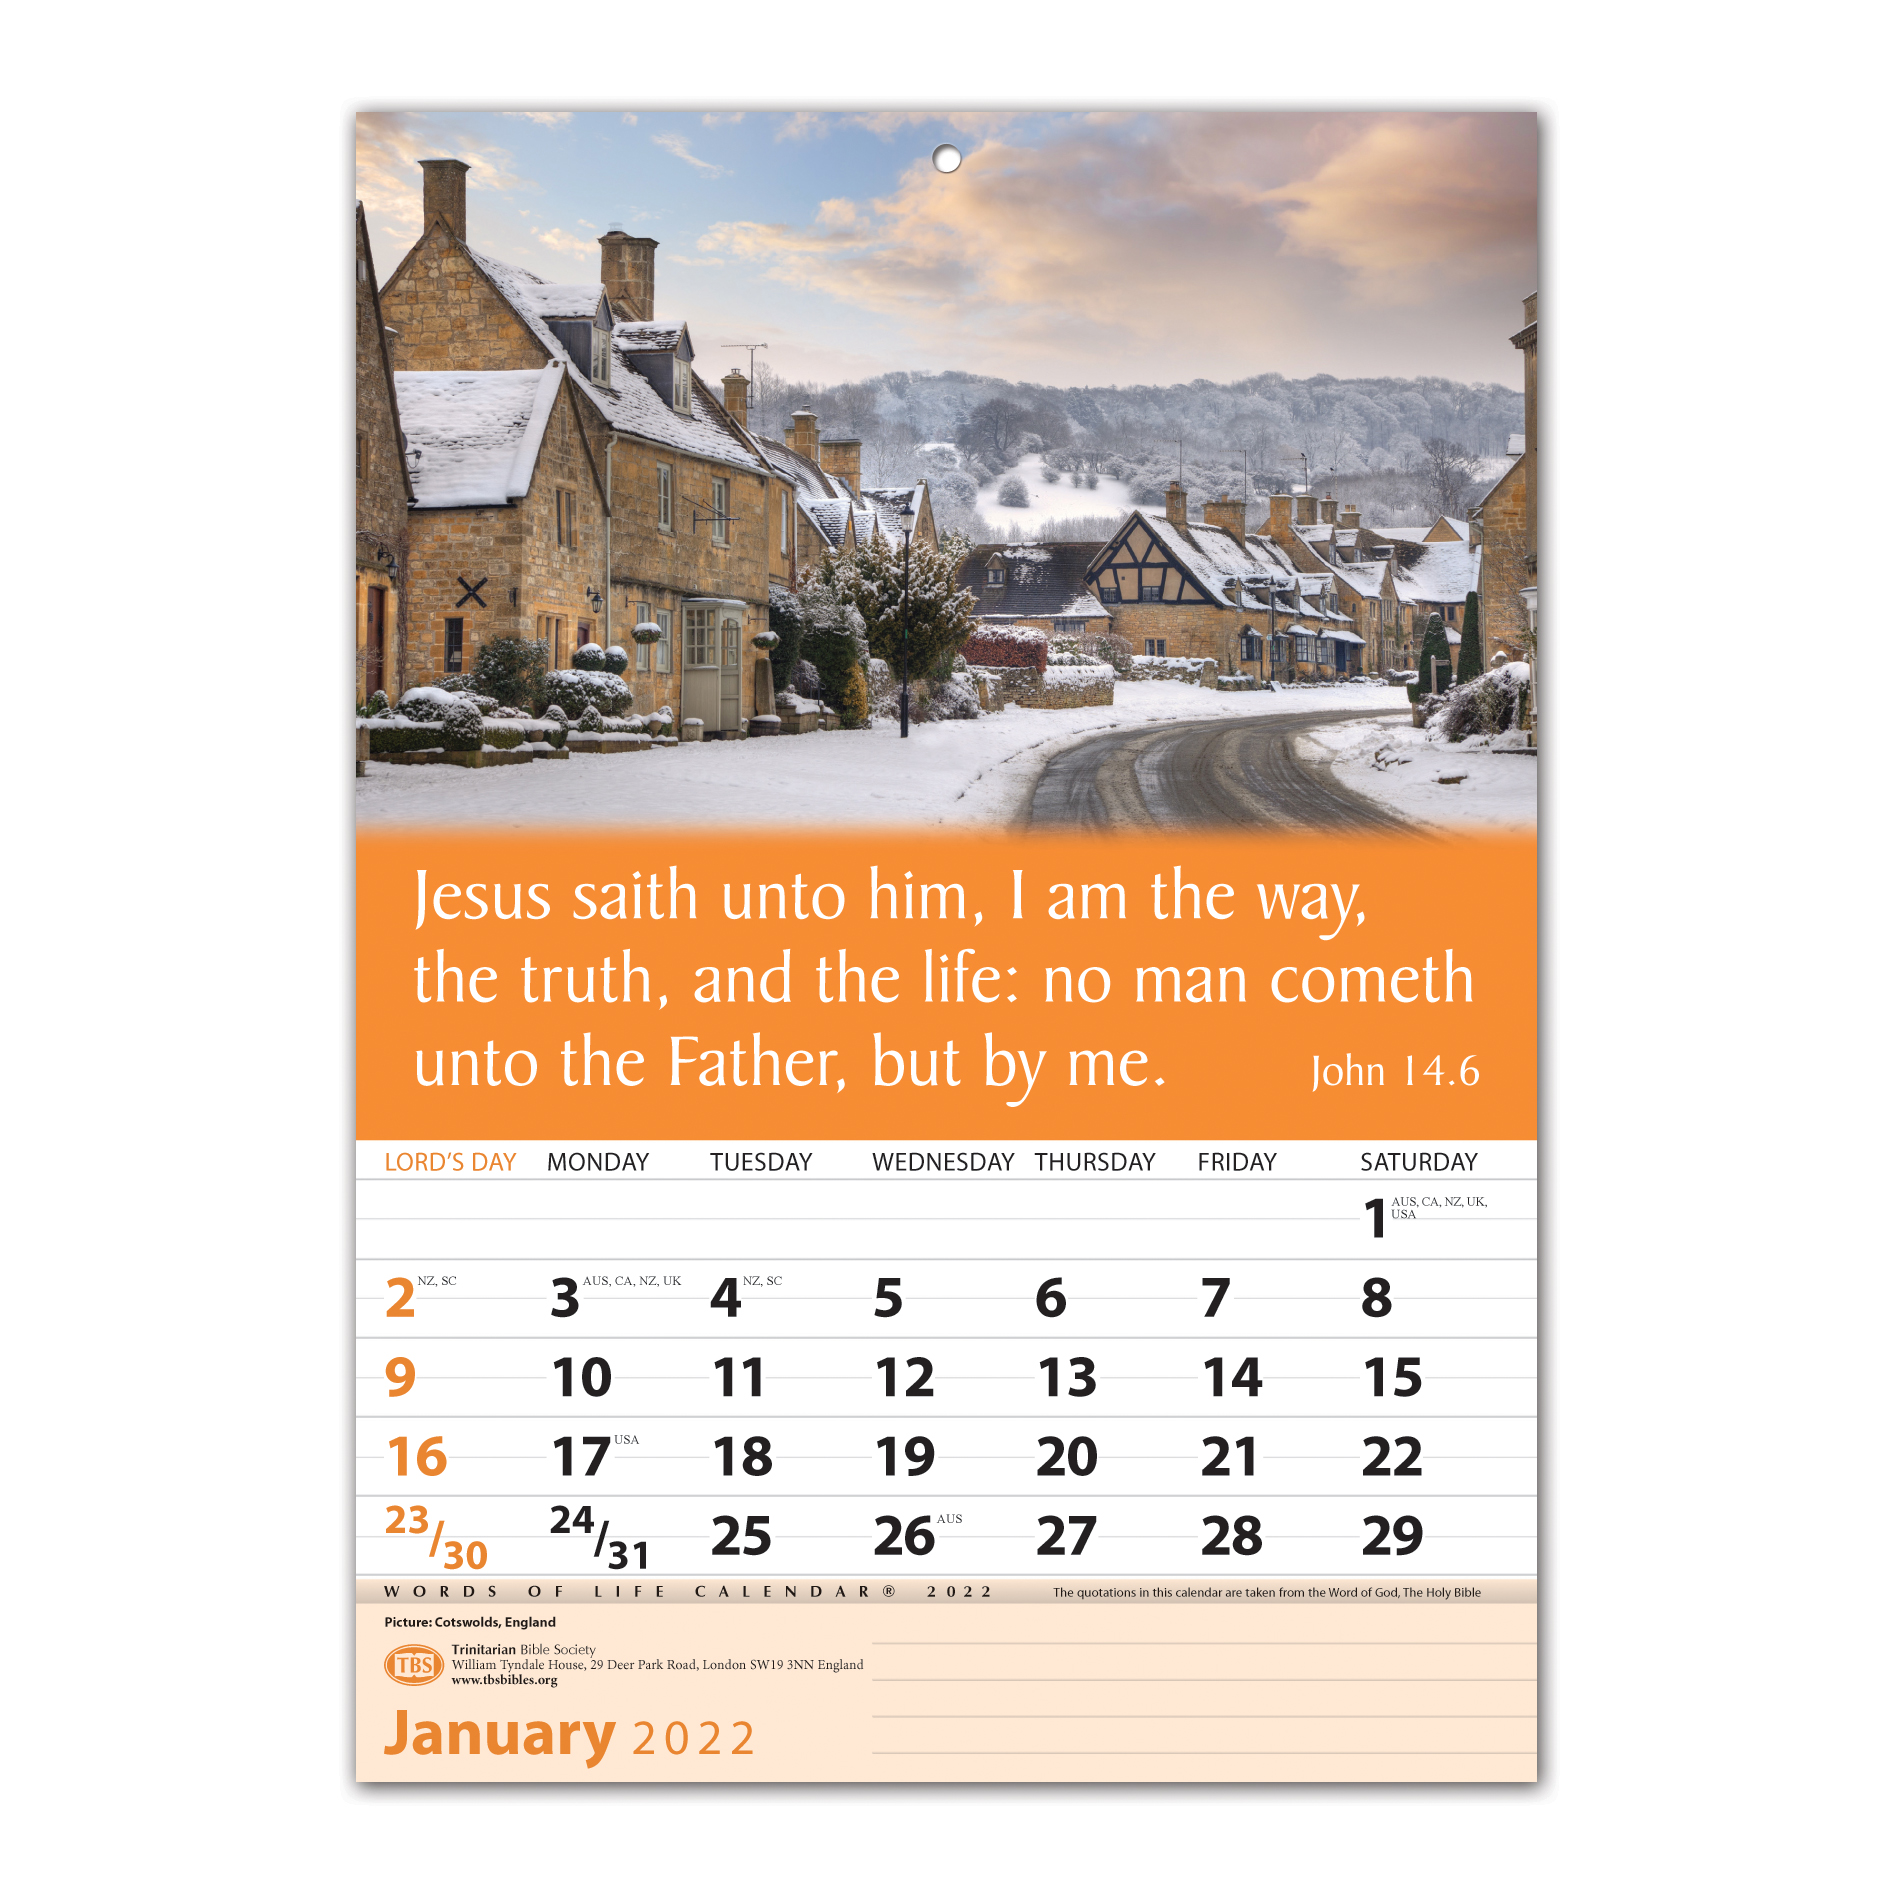 Jesus saith unto him, I am the way,
the truth, and the life: no man cometh
unto the Father, but by me.
John 14.6
LORD'S DAY MONDAY TUESDAY WEDNESDAY THURSDAY FRIDAY SATURDAY
1 AUS, CA, NZ, UK,
USA
2 NZ, SC 3 AUS, CA, NZ, UK 4 NZ, SC 5 6 7 8
9 10 11 12 13 14 15
16 17 USA 18 19 20 21 22
23/30 24/31 25 26 AUS 27 28 29
WORDS OF LIFE CALENDAR® 2022 The quotations in this calendar are taken from the Word of God, The Holy Bible
Picture: Cotswolds, England
TBS
Trinitarian Bible Society
William Tyndale House, 29 Deer Park Road, London SW19 3NN England
www.tbsbibles.org
January 2022